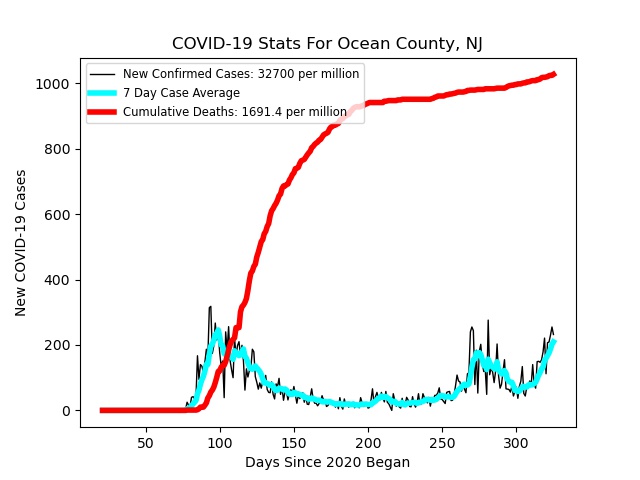 COVID-19 Stats For Ocean County, NJ
New Confirmed Cases: 32700 per million
7 Day Case Average
Cumulative Deaths: 1691.4 per million
New COVID-19 Cases
1000
800
600
400
200
0
50 100 150 200 250 300
Days Since 2020 Began